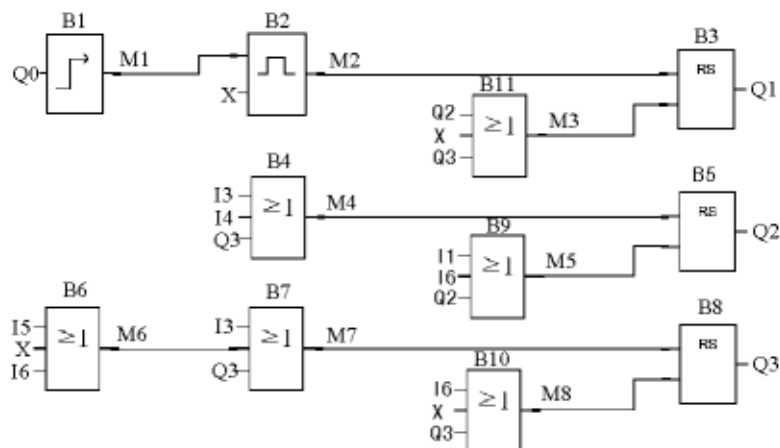 B1
B2
B3
Q0
M1
M2
RS
Q1
X
B11
Q2
X
Q3
≥1
M3
B4
B5
I3
I4
Q3
≥1
M4
RS
Q2
B9
I1
I6
Q2
≥1
M5
B6
B7
B8
I5
X
I6
≥1
M6
I3
Q3
≥1
M7
RS
Q3
B10
I6
X
Q3
≥1
M8